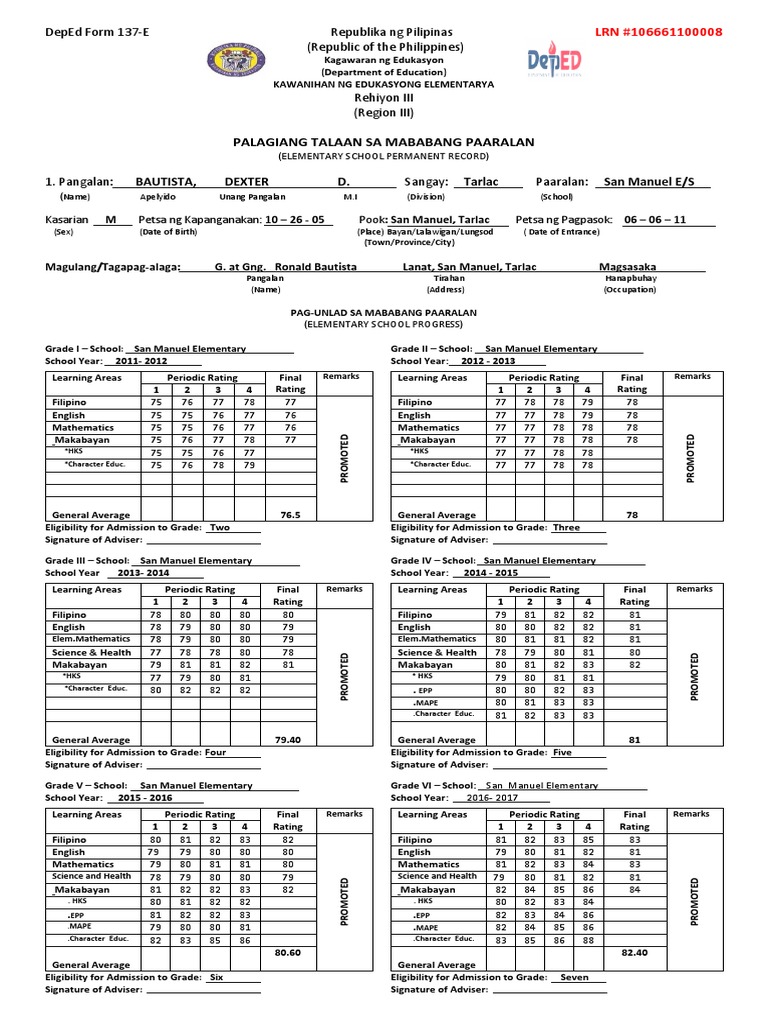 DepEd Form 137-E
Republika ng Pilipinas
LRN #106661100008
(Republic of the Philippines)
Kagawaran ng Edukasyon
(Department of Education)
KAWANIHAN NG EDUKASYONG ELEMENTARYA
Rehiyon III
(Region III)
DepED
PALAGIANG TALAAN SA MABABANG PAARALAN
(ELEMENTARY SCHOOL PERMANENT RECORD)
1. Pangalan: BAUTISTA, DEXTER D. Sangay: Tarlac Paaralan: San Manuel E/S
(Name) Apelyido Unang Pangalan M.I (Division) (School)
Kasarian M Petsa ng Kapanganakan: 10 – 26 - 05 Pook: San Manuel, Tarlac Petsa ng Pagpasok: 06 – 06 – 11
(Sex) (Date of Birth) (Place) Bayan/Lalawigan/Lungsod ( Date of Entrance)
(Town/Province/City)
Magulang/Tagapag-alaga: G. at Gng. Ronald Bautista Lanat, San Manuel, Tarlac Magsasaka
Pangalan Tirahan Hanapbuhay
(Name) (Address) (Occupation)
PAG-UNLAD SA MABABANG PAARALAN
(ELEMENTARY SCHOOL PROGRESS)
Grade I – School: San Manuel Elementary
School Year: 2011- 2012
Learning Areas Periodic Rating Final Remarks
1 2 3 4 Rating
Filipino 75 76 77 78 77
English 75 75 76 77 76
Mathematics 75 75 76 77 76
Makabayan 75 76 77 78 77
*HKS 75 75 76 77
*Character Educ. 75 76 78 79
PROMOTED
General Average 76.5
Eligibility for Admission to Grade: Two
Signature of Adviser:
Grade II – School: San Manuel Elementary
School Year: 2012 - 2013
Learning Areas Periodic Rating Final Remarks
1 2 3 4 Rating
Filipino 77 78 78 79 78
English 77 77 78 79 78
Mathematics 77 77 78 78 78
Makabayan 77 77 78 78 78
*HKS 77 77 78 78
*Character Educ. 77 77 78 78
PROMOTED
General Average 78
Eligibility for Admission to Grade: Three
Signature of Adviser:
Grade III – School: San Manuel Elementary
School Year 2013- 2014
Learning Areas Periodic Rating Final Remarks
1 2 3 4 Rating
Filipino 78 80 80 80 80
English 78 79 80 80 79
Elem.Mathematics 78 79 80 80 79
Science & Health 77 78 78 80 78
Makabayan 79 81 81 82 81
*HKS 77 79 80 81
*Character Educ. 80 82 82 82
PROMOTED
General Average 79.40
Eligibility for Admission to Grade: Four
Signature of Adviser:
Grade IV – School: San Manuel Elementary
School Year: 2014 - 2015
Learning Areas Periodic Rating Final Remarks
1 2 3 4 Rating
Filipino 79 81 82 82 81
English 80 80 82 82 81
Elem.Mathematics 80 81 81 82 81
Science & Health 78 79 80 81 80
Makabayan 80 81 82 83 82
* HKS 79 80 81 81
. EPP 80 80 82 83
.MAPE 80 81 83 83
.Character Educ. 81 82 83 83
PROMOTED
General Average 81
Eligibility for Admission to Grade: Five
Signature of Adviser:
Grade V – School: San Manuel Elementary
School Year: 2015 - 2016
Learning Areas Periodic Rating Final Remarks
1 2 3 4 Rating
Filipino 80 81 82 83 82
English 79 79 80 82 80
Mathematics 79 80 81 81 80
Science and Health 78 79 80 80 79
Makabayan 81 82 82 83 82
. HKS 80 81 82 82
.EPP 81 82 82 83
.MAPE 79 80 80 81
.Character Educ. 82 83 85 86
PROMOTED
80.60
General Average
Eligibility for Admission to Grade: Six
Signature of Adviser:
Grade VI – School: San Manuel Elementary
School Year: 2016- 2017
Learning Areas Periodic Rating Final Remarks
1 2 3 4 Rating
Filipino 81 82 83 85 83
English 79 80 81 82 81
Mathematics 81 82 83 84 83
Science and Health 79 80 81 82 81
Makabayan 82 84 85 86 84
. HKS 80 82 83 84
.EPP 82 83 84 86
.MAPE 82 84 85 86
.Character Educ. 83 85 86 88
PROMOTED
82.40
General Average
Eligibility for Admission to Grade: Seven
Signature of Adviser: